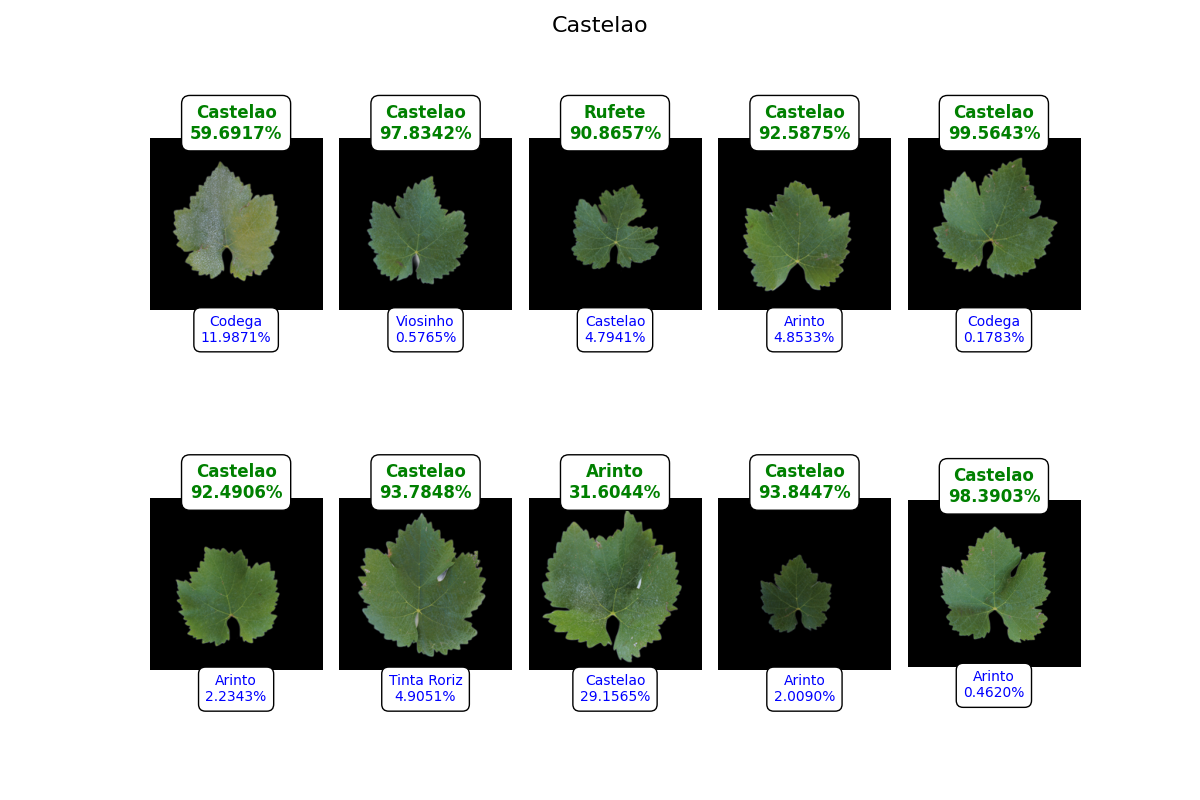 Castelao
Castelao
59.6917%
Castelao
97.8342%
Rufete
90.8657%
Castelao
92.5875%
Castelao
99.5643%
Codega
11.9871%
Viosinho
0.5765%
Castelao
4.7941%
Arinto
4.8533%
Codega
0.1783%
Castelao
92.4906%
Castelao
93.7848%
Arinto
31.6044%
Castelao
93.8447%
Castelao
98.3903%
Arinto
2.2343%
Tinta Roriz
4.9051%
Castelao
29.1565%
Arinto
2.0090%
Arinto
0.4620%